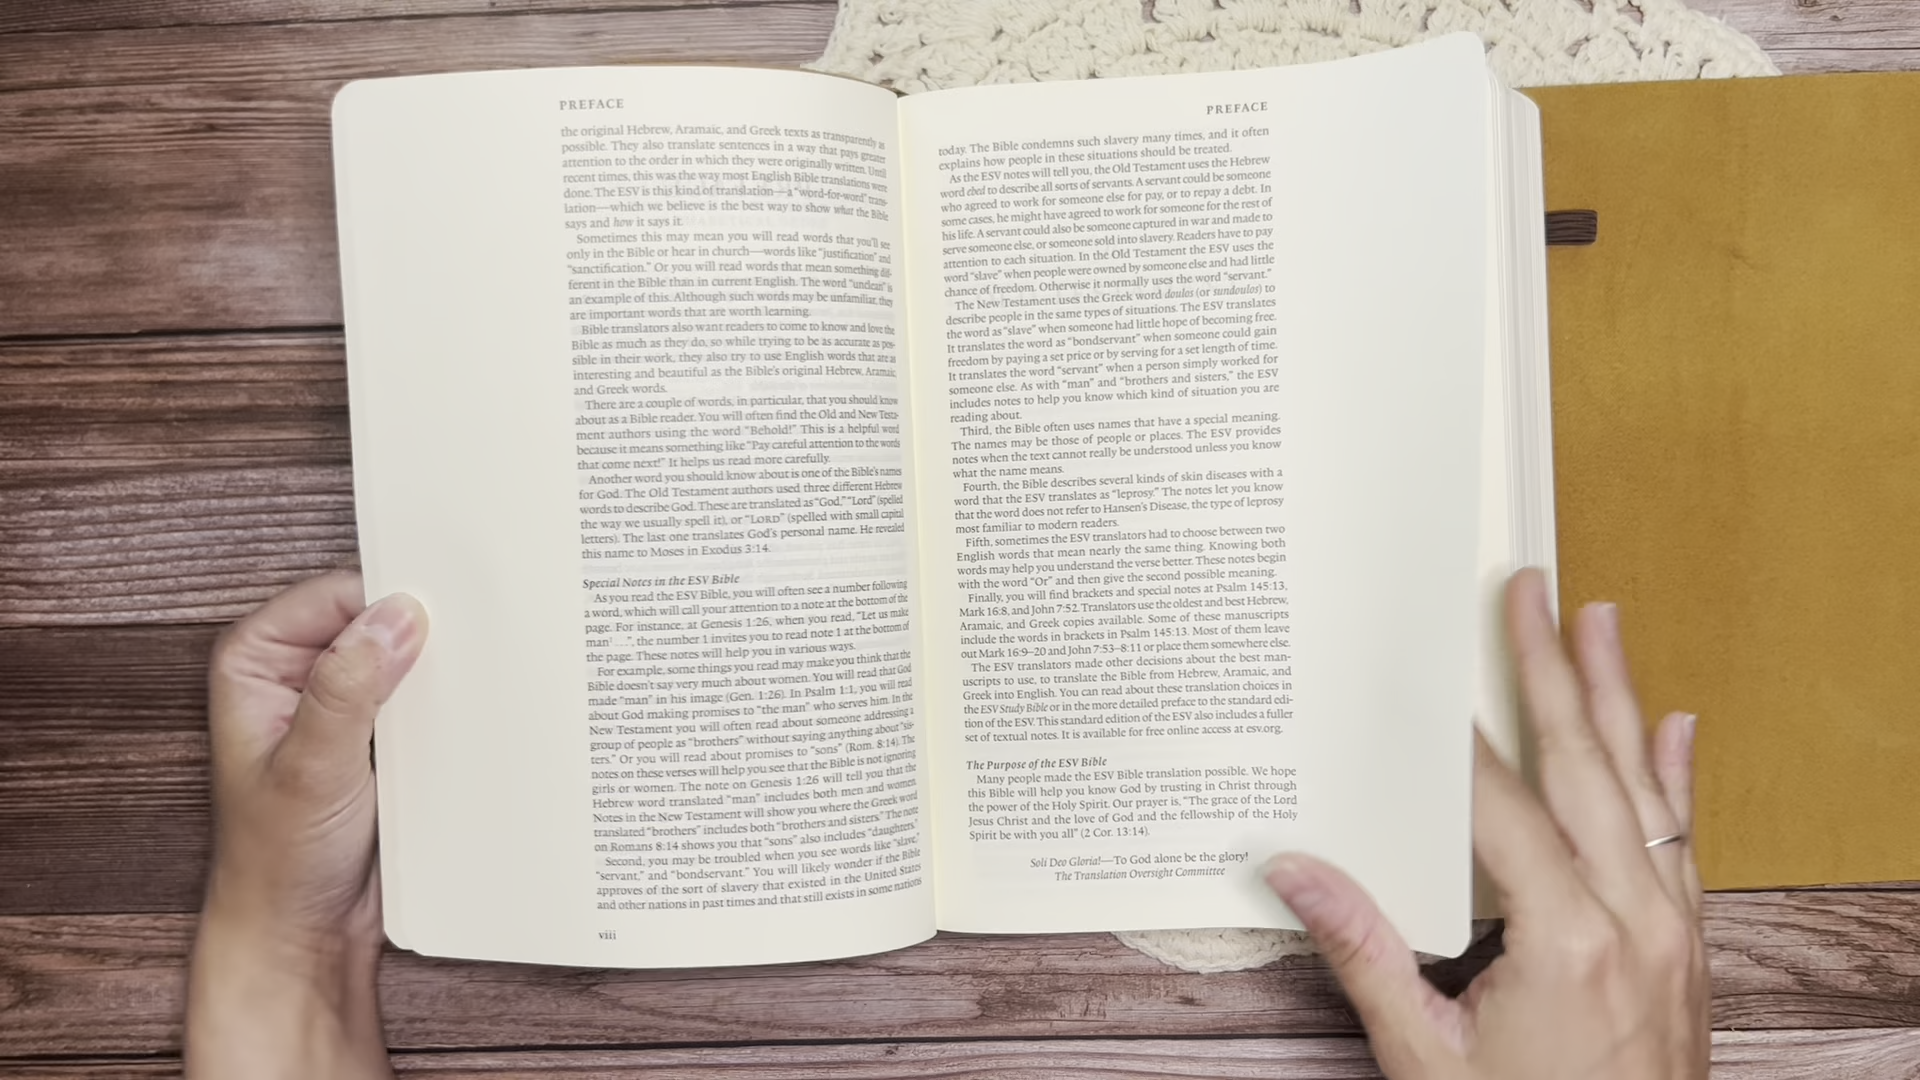 PREFACE
the original Hebrew, Aramaic, and Greek texts as transparently as
possible. They also translate sentences in a way that pays greater
attention to the order in which they were originally written. Until
recent times, this was the way most English Bible translations were
done. The ESV is this kind of translation—a “word-for-word” trans-
lation—which we believe is the best way to show what the Bible
says and how it says it.
Sometimes this may mean you will read words that you'll see
only in the Bible or hear in church—words like “justification” and
“sanctification.” Or you will read words that mean something dif-
ferent in the Bible than in current English. The word “unclean” is
an example of this. Although such words may be unfamiliar, they
are important words that are worth learning.
Bible translators also want readers to come to know and love the
Bible as much as they do, so while trying to be as accurate as pos-
sible in their work, they also try to use English words that are as
interesting and beautiful as the Bible's original Hebrew, Aramaic,
and Greek words.
There are a couple of words, in particular, that you should know
about as a Bible reader. You will often find the Old and New Testa-
ment authors using the word “Behold!” This is a helpful word
because it means something like “Pay careful attention to the words
that come next!” It helps us read more carefully.
Another word you should know about is one of the Bible's names
for God. The Old Testament authors used three different Hebrew
words to describe God. These are translated as “God,” “Lord” (spelled
the way we usually spell it), or “LORD” (spelled with small capital
letters). The last one translates God's personal name. He revealed
this name to Moses in Exodus 3:14.
Special Notes in the ESV Bible
As you read the ESV Bible, you will often see a number following
a word, which will call your attention to a note at the bottom of the
page. For instance, at Genesis 1:26, when you read, “Let us make
man¹ . . .”, the number 1 invites you to read note 1 at the bottom of
the page. These notes will help you in various ways.
For example, some things you read may make you think that the
Bible doesn't say very much about women. You will read that God
made “man” in his image (Gen. 1:26). In Psalm 1:1, you will read
about God making promises to “the man” who serves him. In the
New Testament you will often read about someone addressing a
group of people as “brothers” without saying anything about “sis-
ters.” Or you will read about promises to “sons” (Rom. 8:14). The
notes on these verses will help you see that the Bible is not ignoring
girls or women. The note on Genesis 1:26 will tell you that the
Hebrew word translated “man” includes both men and women.
Notes in the New Testament will show you where the Greek word
translated “brothers” includes both “brothers and sisters.” The note
on Romans 8:14 shows you that “sons” also includes “daughters.”
Second, you may be troubled when you see words like “slave,”
“servant,” and “bondservant.” You will likely wonder if the Bible
approves of the sort of slavery that existed in the United States
and other nations in past times and that still exists in some nations
viii
PREFACE
today. The Bible condemns such slavery many times, and it often
explains how people in these situations should be treated.
As the ESV notes will tell you, the Old Testament uses the Hebrew
word ebed to describe all sorts of servants. A servant could be someone
who agreed to work for someone else for pay, or to repay a debt. In
some cases, he might have agreed to work for someone for the rest of
his life. A servant could also be someone captured in war and made to
serve someone else, or someone sold into slavery. Readers have to pay
attention to each situation. In the Old Testament the ESV uses the
word “slave” when people were owned by someone else and had little
chance of freedom. Otherwise it normally uses the word “servant.”
The New Testament uses the Greek word doulos (or sundoulos) to
describe people in the same types of situations. The ESV translates
the word as “slave” when someone had little hope of becoming free.
It translates the word as “bondservant” when someone could gain
freedom by paying a set price or by serving for a set length of time.
It translates the word “servant” when a person simply worked for
someone else. As with “man” and “brothers and sisters,” the ESV
includes notes to help you know which kind of situation you are
reading about.
Third, the Bible often uses names that have a special meaning.
The names may be those of people or places. The ESV provides
notes when the text cannot really be understood unless you know
what the name means.
Fourth, the Bible describes several kinds of skin diseases with a
word that the ESV translates as “leprosy.” The notes let you know
that the word does not refer to Hansen's Disease, the type of leprosy
most familiar to modern readers.
Fifth, sometimes the ESV translators had to choose between two
English words that mean nearly the same thing. Knowing both
words may help you understand the verse better. These notes begin
with the word “Or” and then give the second possible meaning.
Finally, you will find brackets and special notes at Psalm 145:13,
Mark 16:8, and John 7:52. Translators use the oldest and best Hebrew,
Aramaic, and Greek copies available. Some of these manuscripts
include the words in brackets in Psalm 145:13. Most of them leave
out Mark 16:9–20 and John 7:53–8:11 or place them somewhere else.
The ESV translators made other decisions about the best man-
uscripts to use, to translate the Bible from Hebrew, Aramaic, and
Greek into English. You can read about these translation choices in
the ESV Study Bible or in the more detailed preface to the standard edi-
tion of the ESV. This standard edition of the ESV also includes a fuller
set of textual notes. It is available for free online access at esv.org.
The Purpose of the ESV Bible
Many people made the ESV Bible translation possible. We hope
this Bible will help you know God by trusting in Christ through
the power of the Holy Spirit. Our prayer is, “The grace of the Lord
Jesus Christ and the love of God and the fellowship of the Holy
Spirit be with you all” (2 Cor. 13:14).
Soli Deo Gloria!—To God alone be the glory!
The Translation Oversight Committee